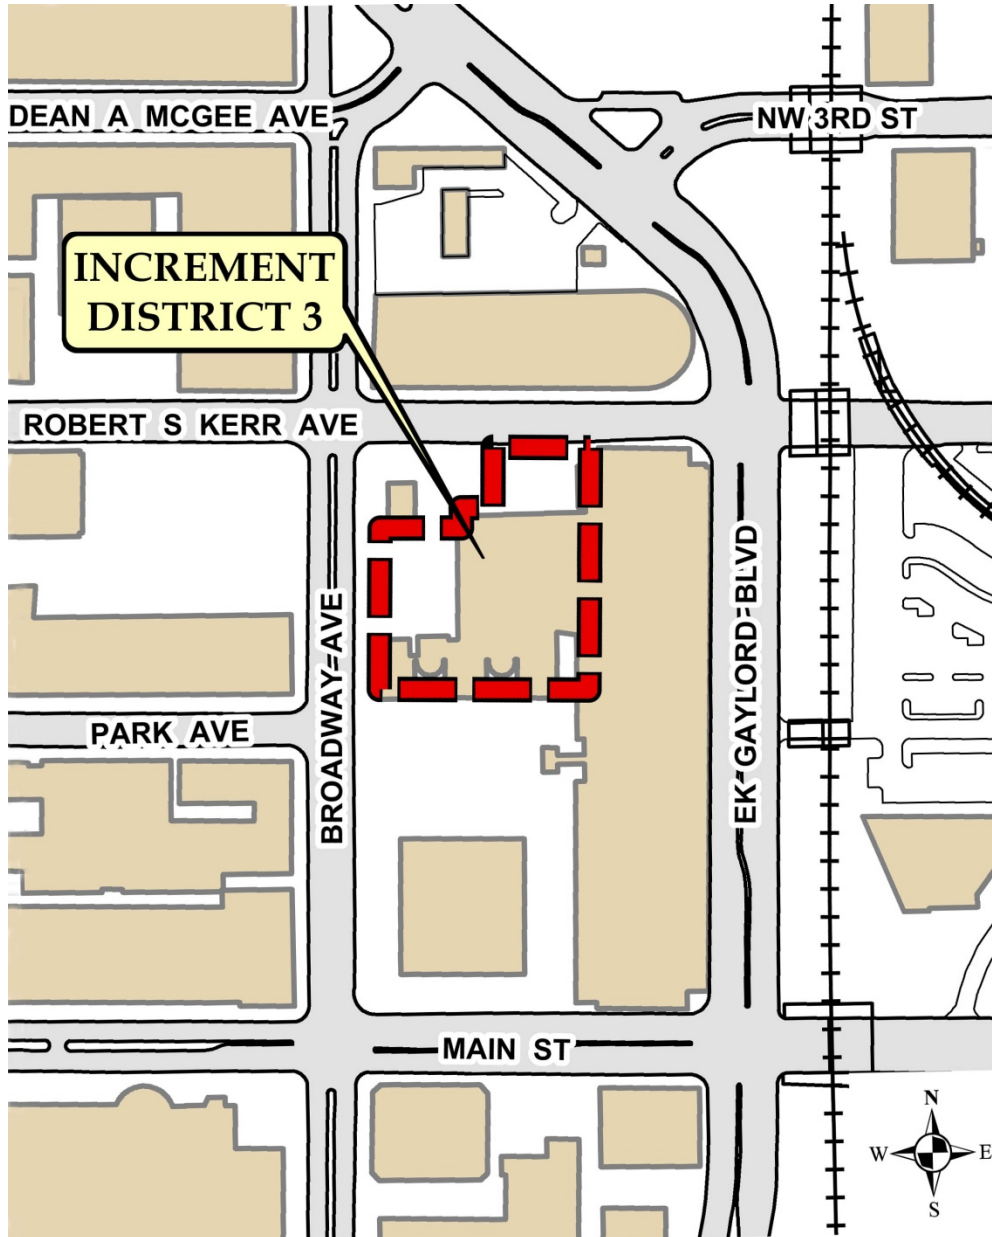 DEAN A MCGEE AVE
NW 3RD ST
INCREMENT
DISTRICT 3
ROBERT S KERR AVE
BROADWAY AVE
EK GAYLORD BLVD
PARK AVE
MAIN ST
N
W E
S